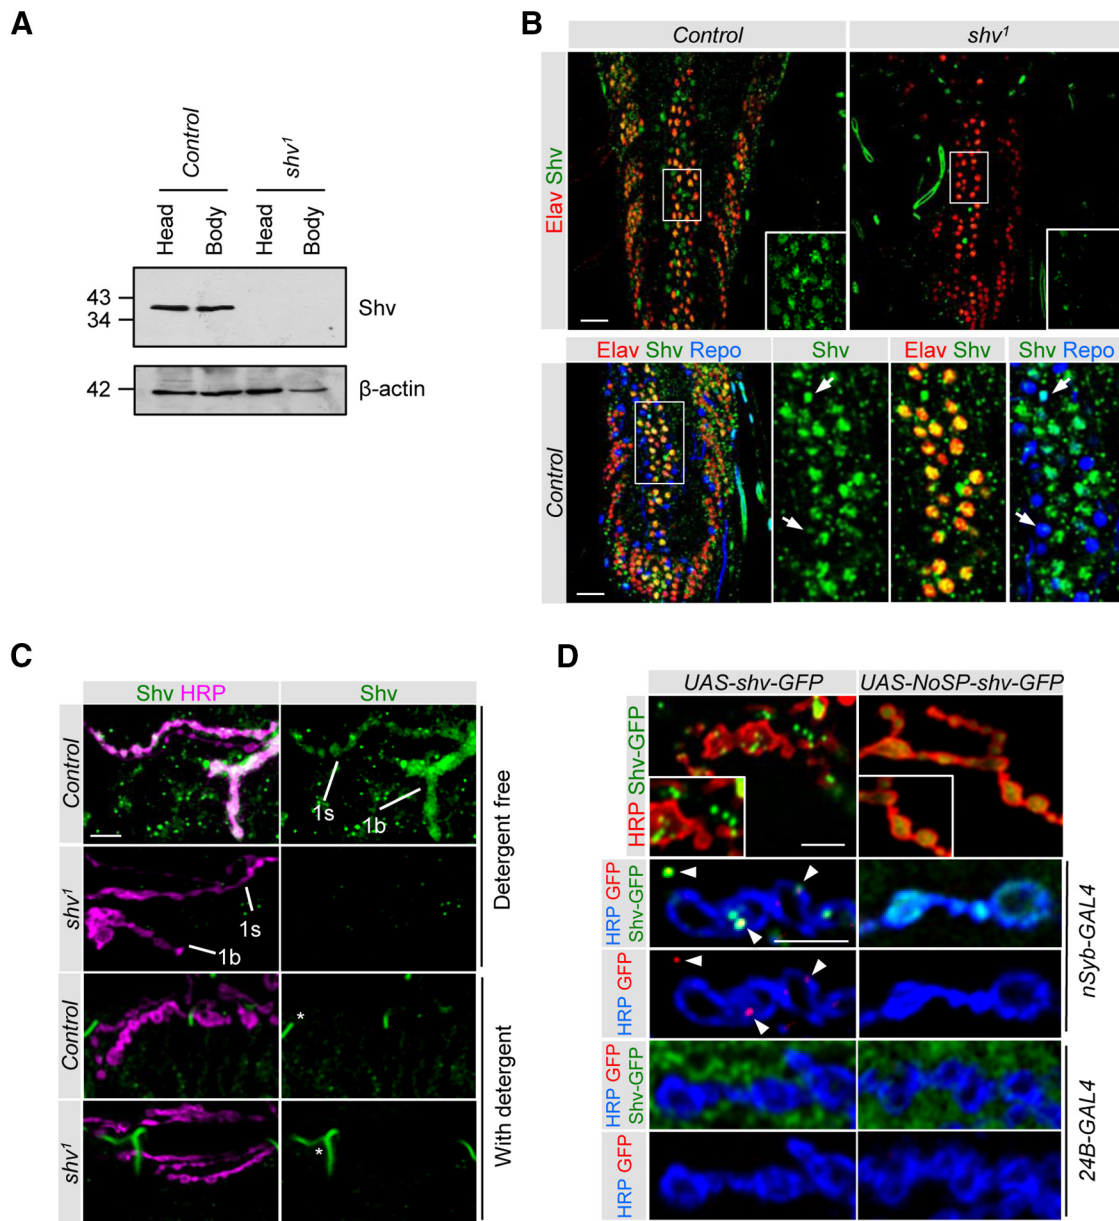 A
Control
shv1
Head
Body
Head
Body
43
34
Shv
42
β-actin
B
Control
shv1
Elav Shv
Elav Shv Repo
Shv
Elav Shv
Shv Repo
Control
C
Shv HRP
Shv
Control
1s
1b
shv1
1s
1b
Detergent free
Control
*
shv1
*
With detergent
D
UAS-shv-GFP
UAS-NoSP-shv-GFP
HRP Shv-GFP
HRP GFP
Shv-GFP
HRP GFP
nSyb-GAL4
HRP GFP
Shv-GFP
HRP GFP
24B-GAL4